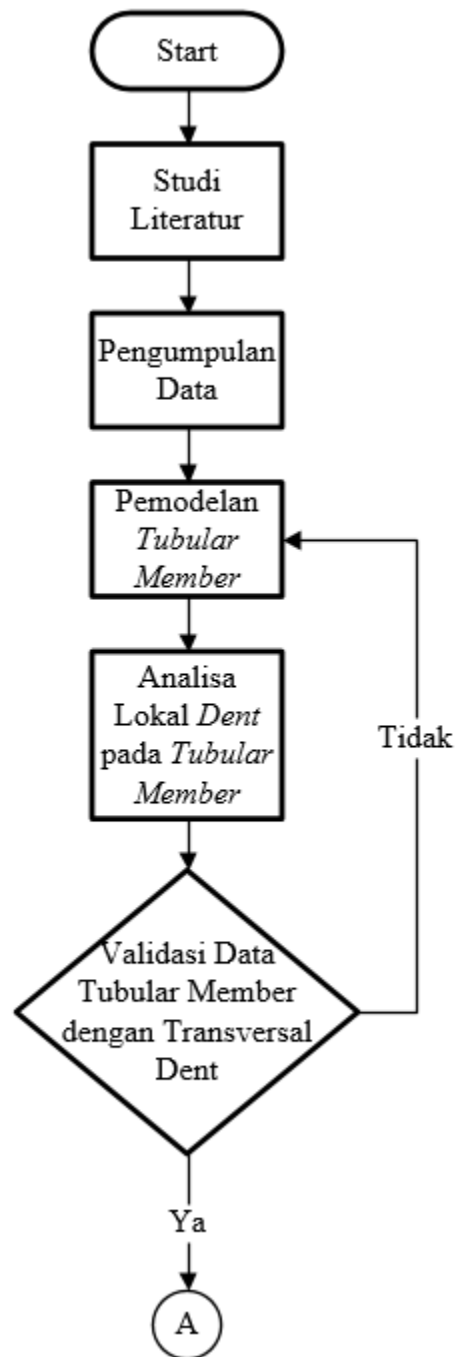 Start
Studi
Literatur
Pengumpulan
Data
Pemodelan
Tubular
Member
Analisa
Lokal Dent
pada Tubular
Member
Tidak
Validasi Data
Tubular Member
dengan Transversal
Dent
Ya
A